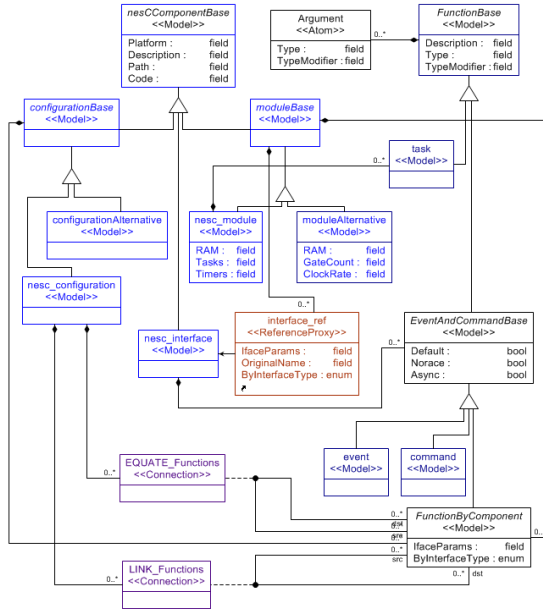 nesCComponentBase
<<Model>>
Platform : field
Description : field
Path : field
Code : field
Argument
<<Atom>>
Type : field
TypeModifier : field
0..*
FunctionBase
<<Model>>
Description : field
Type : field
TypeModifier : field
configurationBase
<<Model>>
moduleBase
<<Model>>
task
<<Model>>
0..*
configurationAlternative
<<Model>>
nesc_module
<<Model>>
RAM : field
Tasks : field
Timers : field
moduleAlternative
<<Model>>
RAM : field
GateCount : field
ClockRate : field
nesc_configuration
<<Model>>
0..*
interface_ref
<<ReferenceProxy>>
IfaceParams : field
OriginalName : field
ByInterfaceType : enum
nesc_interface
<<Model>>
EventAndCommandBase
<<Model>>
Default : bool
Norace : bool
Async : bool
0..*
event
<<Model>>
command
<<Model>>
EQUATE_Functions
<<Connection>>
0..*
FunctionByComponent
<<Model>>
IfaceParams : field
ByInterfaceType : enum
0..*
dst
0..*
src
0..*
0..*
src
0..*
0..* dst
LINK_Functions
<<Connection>>
0..*